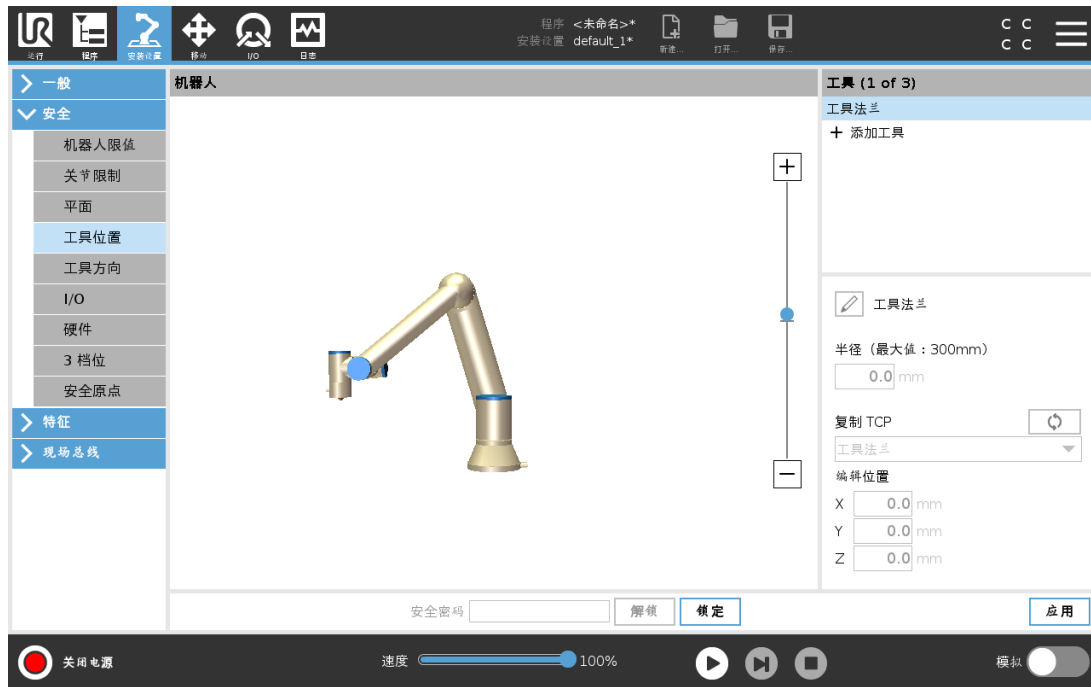 程序 <未命名>*
安装设置 default_1*
C C
C C
运行 程序 安装设置 移动 I/O 日志 新建... 打开... 保存...
一般
安全
机器人限值
关节限制
平面
工具位置
工具方向
I/O
硬件
3 档位
安全原点
特征
现场总线
机器人
工具 (1 of 3)
工具法兰
添加工具
工具法兰
半径（最大值：300mm）
0.0 mm
复制 TCP
工具法兰
编辑位置
X 0.0 mm
Y 0.0 mm
Z 0.0 mm
安全密码 解锁 锁定 应用
关闭电源 速度 100% 模拟